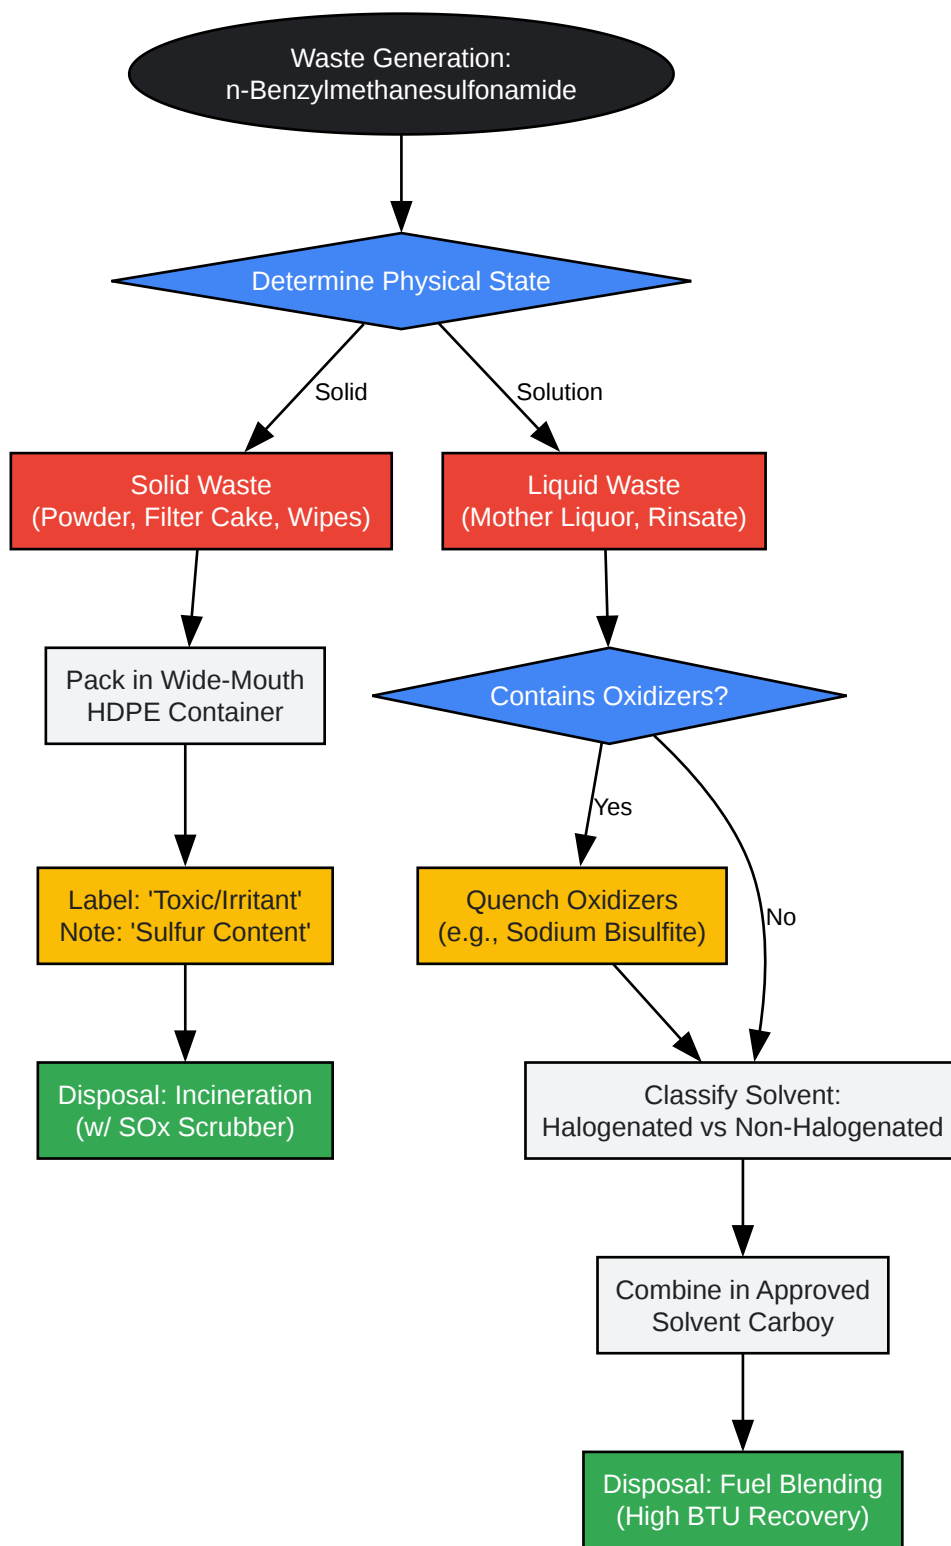 Waste Generation:
n-Benzylmethanesulfonamide
Determine Physical State
Solid
Solution
Solid Waste
(Powder, Filter Cake, Wipes)
Liquid Waste
(Mother Liquor, Rinsate)
Pack in Wide-Mouth
HDPE Container
Contains Oxidizers?
Yes
No
Label: 'Toxic/Irritant'
Note: 'Sulfur Content'
Quench Oxidizers
(e.g., Sodium Bisulfite)
Disposal: Incineration
(w/ SOx Scrubber)
Classify Solvent:
Halogenated vs Non-Halogenated
Combine in Approved
Solvent Carboy
Disposal: Fuel Blending
(High BTU Recovery)